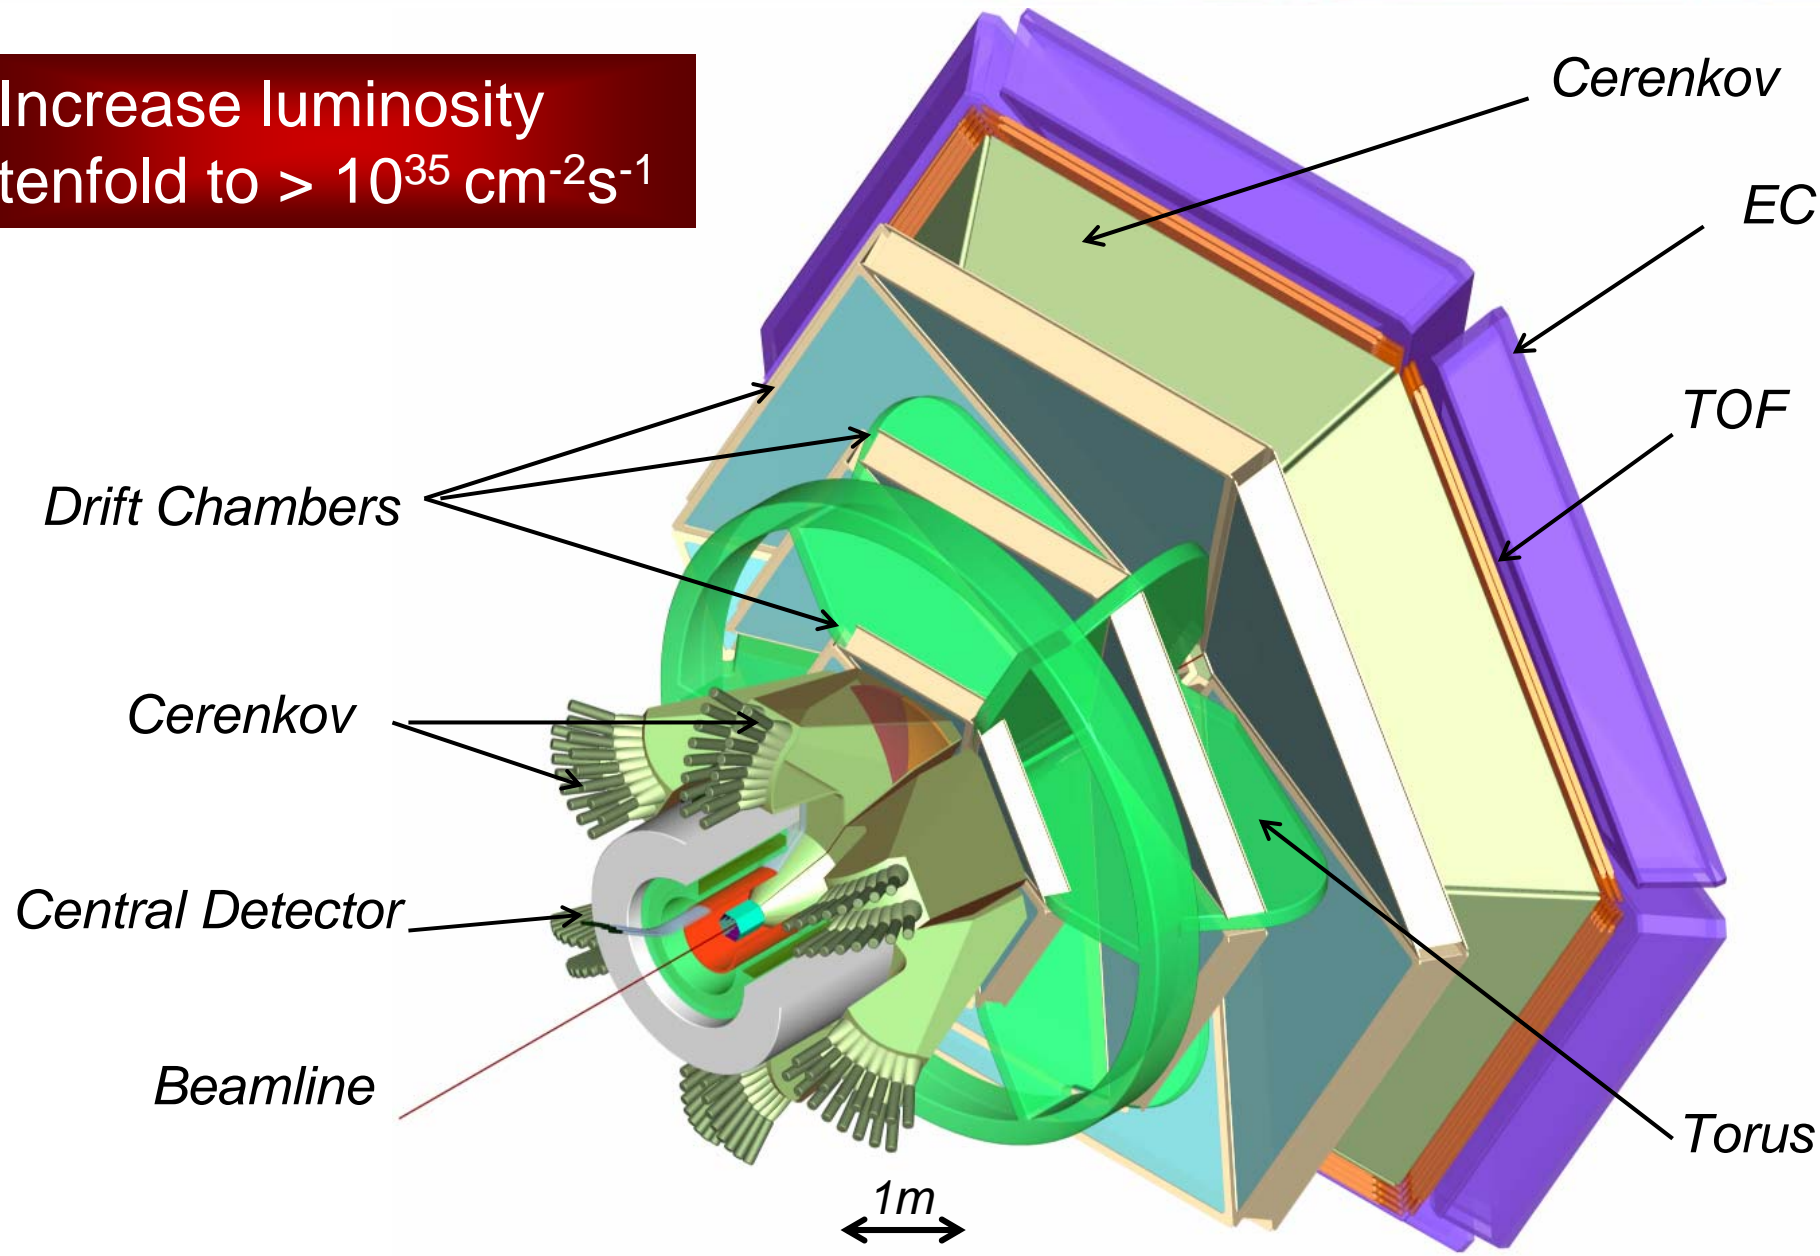 Increase luminosity
tenfold to > 10³⁵ cm⁻²s⁻¹
Cerenkov
EC
TOF
Drift Chambers
Cerenkov
Central Detector
Beamline
Torus
1m